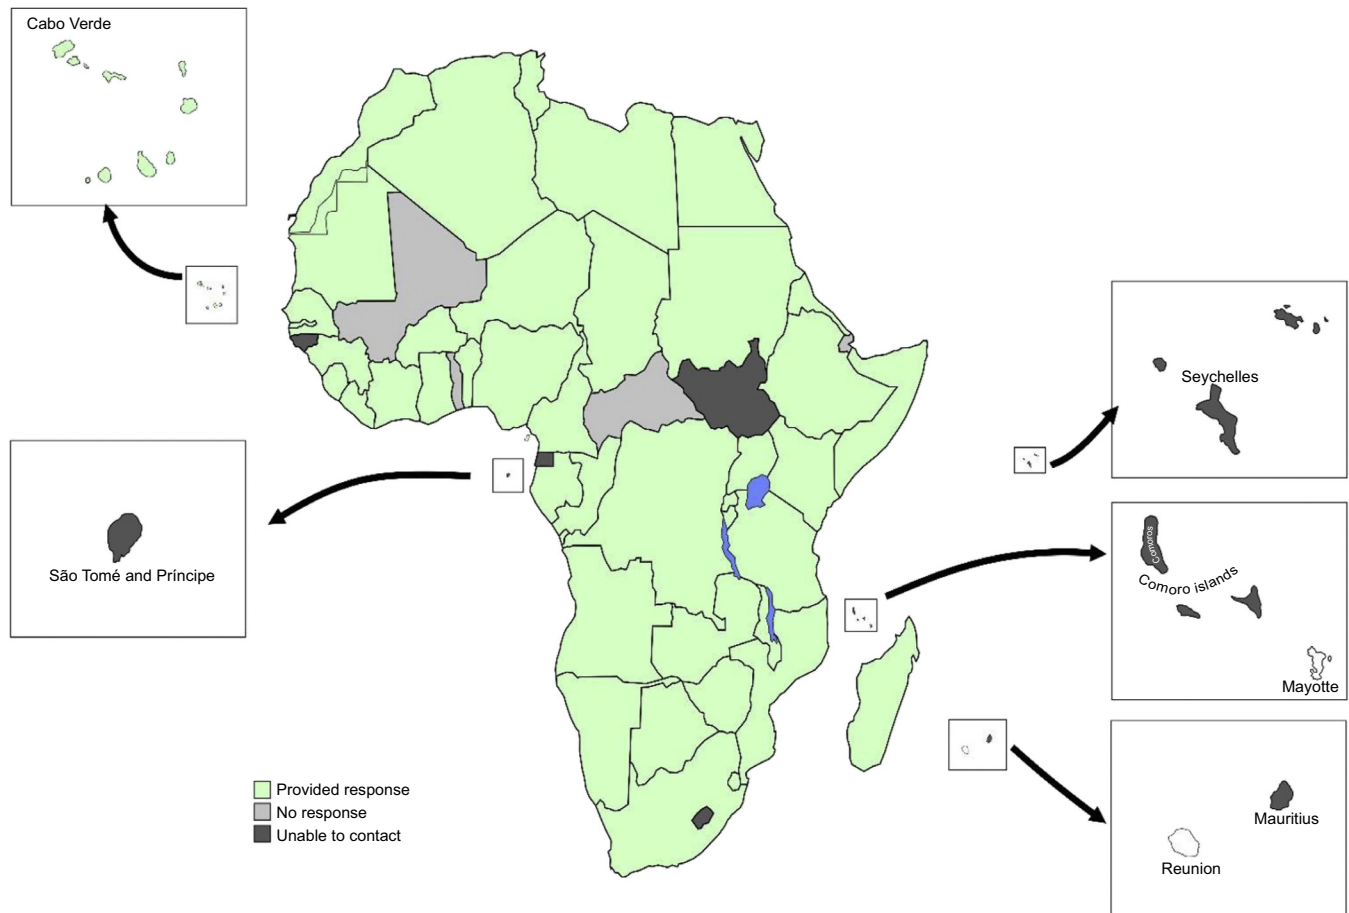 Cabo Verde
Seychelles
São Tomé and Príncipe
Comoros
Comoro islands
Mayotte
Provided response
No response
Unable to contact
Mauritius
Reunion